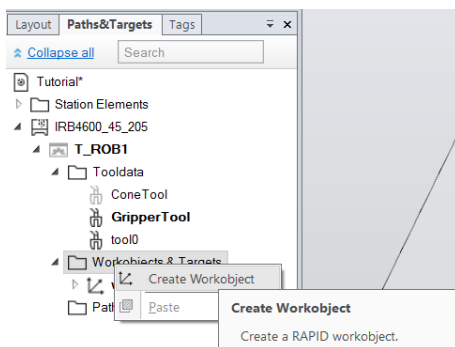 Layout Paths&Targets Tags
Collapse all Search
Tutorial*
Station Elements
IRB4600_45_205
T_ROB1
Tooldata
ConeTool
GripperTool
tool0
Workobjects & Targets
Create Workobject
Paste
Create Workobject
Create a RAPID workobject.